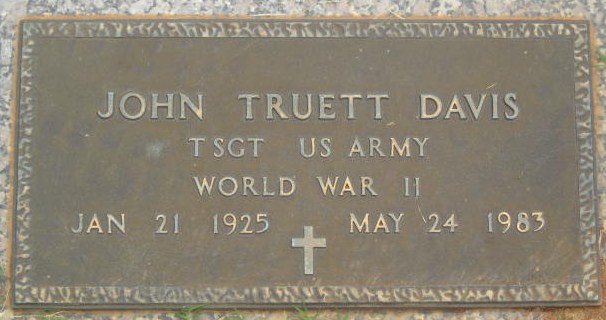 JOHN TRUETT DAVIS
TSGT US ARMY
WORLD WAR II
JAN 21 1925 MAY 24 1983